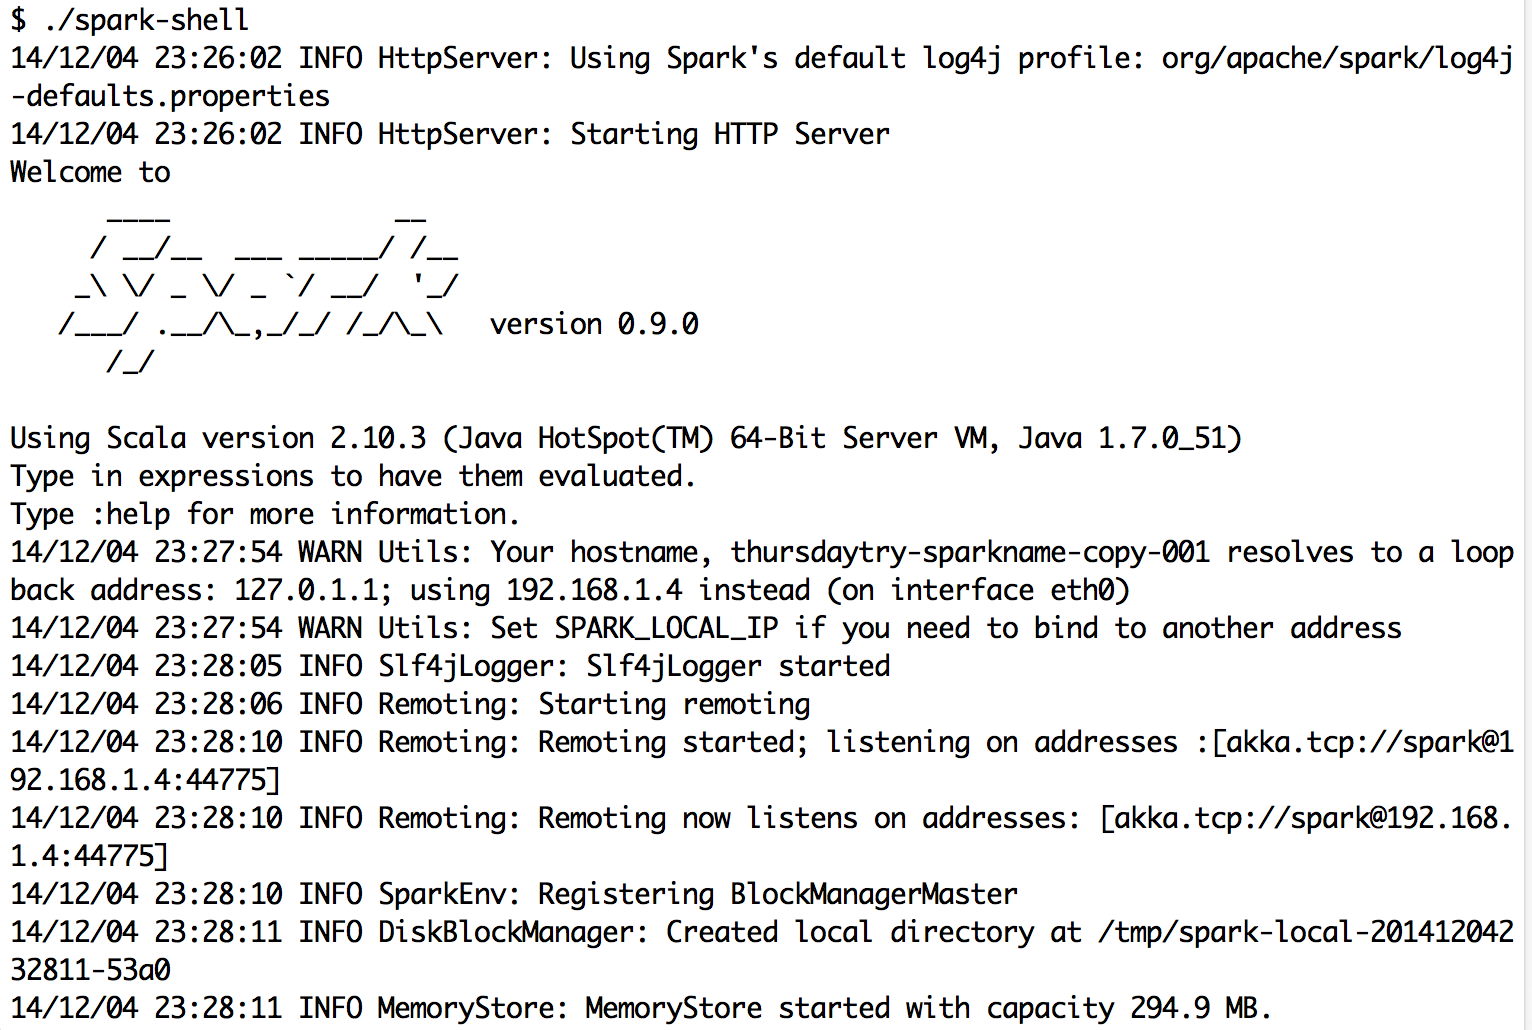 $ ./spark-shell
14/12/04 23:26:02 INFO HttpServer: Using Spark's default log4j profile: org/apache/spark/log4j
-defaults.properties
14/12/04 23:26:02 INFO HttpServer: Starting HTTP Server
Welcome to
      ____              __
     / __/__  ___ _____/ /__
    _\ \/ _ \/ _ `/ __/  '_/
   /___/ .__/\_,_/_/ /_/\_\   version 0.9.0
      /_/
Using Scala version 2.10.3 (Java HotSpot(TM) 64-Bit Server VM, Java 1.7.0_51)
Type in expressions to have them evaluated.
Type :help for more information.
14/12/04 23:27:54 WARN Utils: Your hostname, thursdaytry-sparkname-copy-001 resolves to a loop
back address: 127.0.1.1; using 192.168.1.4 instead (on interface eth0)
14/12/04 23:27:54 WARN Utils: Set SPARK_LOCAL_IP if you need to bind to another address
14/12/04 23:28:05 INFO Slf4jLogger: Slf4jLogger started
14/12/04 23:28:06 INFO Remoting: Starting remoting
14/12/04 23:28:10 INFO Remoting: Remoting started; listening on addresses :[akka.tcp://spark@1
92.168.1.4:44775]
14/12/04 23:28:10 INFO Remoting: Remoting now listens on addresses: [akka.tcp://spark@192.168.
1.4:44775]
14/12/04 23:28:10 INFO SparkEnv: Registering BlockManagerMaster
14/12/04 23:28:11 INFO DiskBlockManager: Created local directory at /tmp/spark-local-201412042
32811-53a0
14/12/04 23:28:11 INFO MemoryStore: MemoryStore started with capacity 294.9 MB.